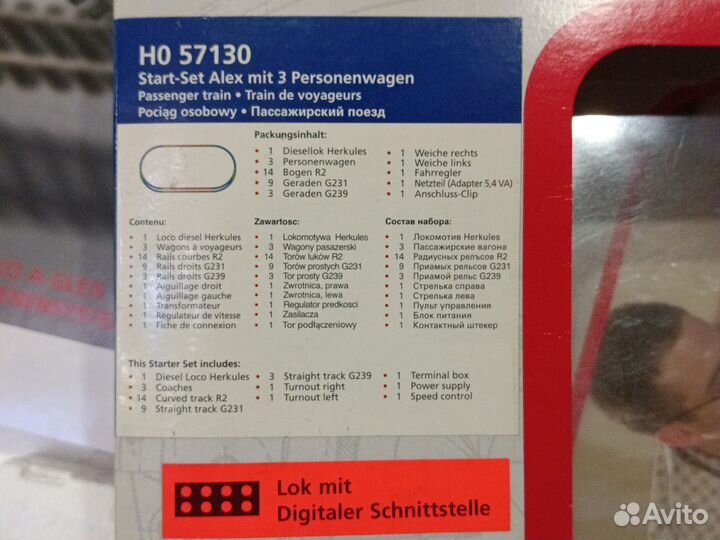 H0 57130
Start-Set Alex mit 3 Personenwagen
Passenger train • Train de voyageurs
Pociąg osobowy • Пассажирский поезд
Packungsinhalt:
• 1 Diesellok Herkules
• 3 Personenwagen
• 14 Bogen R2
• 9 Geraden G231
• 3 Geraden G239
• 1 Weiche rechts
• 1 Weiche links
• 1 Fahrregler
• 1 Netzteil (Adapter 5,4 VA)
• 1 Anschluss-Clip
Contenu:
• 1 Loco diesel Herkules
• 3 Wagons à voyageurs
• 14 Rails courbes R2
• 9 Rails droits G231
• 3 Rails droits G239
• 1 Aiguillage droit
• 1 Aiguillage gauche
• 1 Transformateur
• 1 Régulateur de vitesse
• 1 Fiche de connexion
Zawartosc:
• 1 Lokomotywa Herkules
• 3 Wagony pasazerski
• 14 Torów luków R2
• 9 Torów prostych G231
• 3 Tor prosty G239
• 1 Zwrotnica, prawa
• 1 Zwrotnica, lewa
• 1 Regulator predkości
• 1 Zasilacz
• 1 Tor podłączeniowy
Состав набора:
• 1 Локомотив Herkules
• 3 Пассажирских вагона
• 14 Радиусных рельсов R2
• 9 Приамых рельсов G231
• 3 Приамой рельс G239
• 1 Стрелька справа
• 1 Стрелька лева
• 1 Пульт управления
• 1 Блок питания
• 1 Контактный штекер
This Starter Set includes:
• 1 Diesel Loco Herkules
• 3 Coaches
• 14 Curved track R2
• 9 Straight track G231
• 3 Straight track G239
• 1 Turnout right
• 1 Turnout left
• 1 Terminal box
• 1 Power supply
• 1 Speed control
Lok mit
Digitaler Schnittstelle
Avito